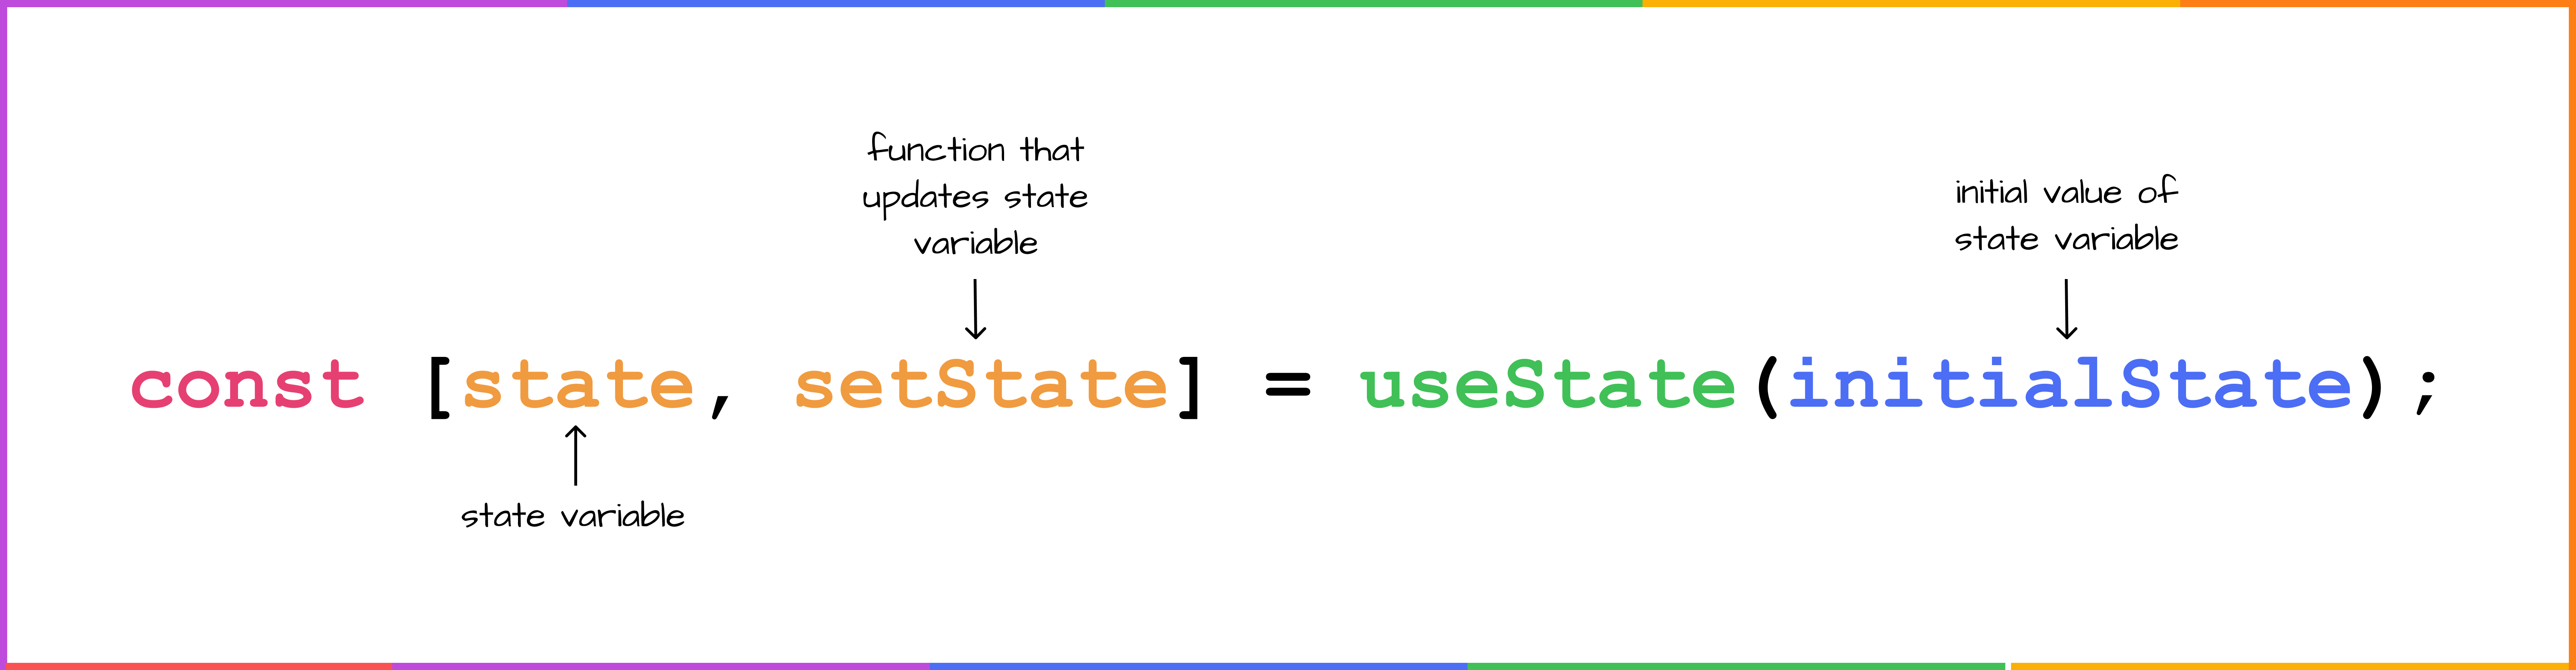 function that
updates state
variable
initial value of
state variable
const [state, setState] = useState(initialState);
state variable